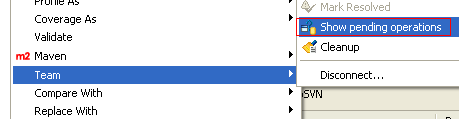 Profile As
Coverage As
Validate
m2 Maven
Team
Compare With
Replace With
Mark Resolved
Show pending operations
Cleanup
Disconnect...
SVN